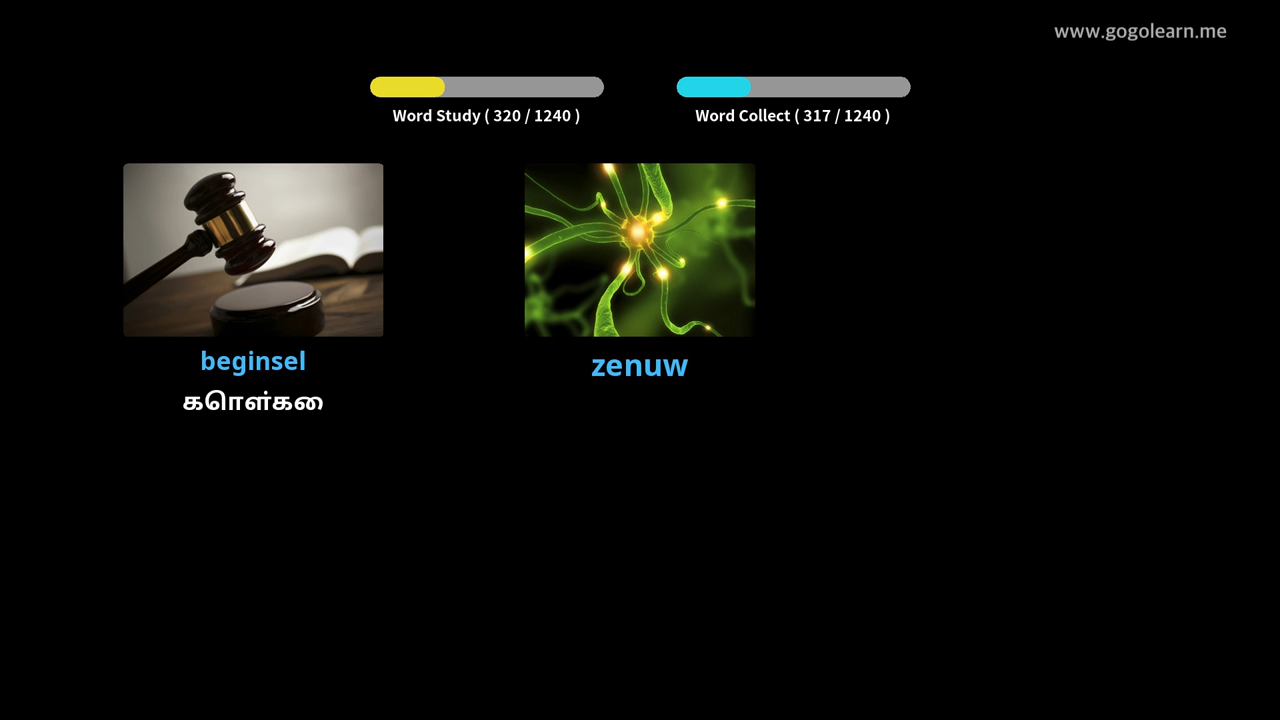 www.gogolearn.me
Word Study ( 320 / 1240 )
Word Collect ( 317 / 1240 )
beginsel
கொள்கை
zenuw